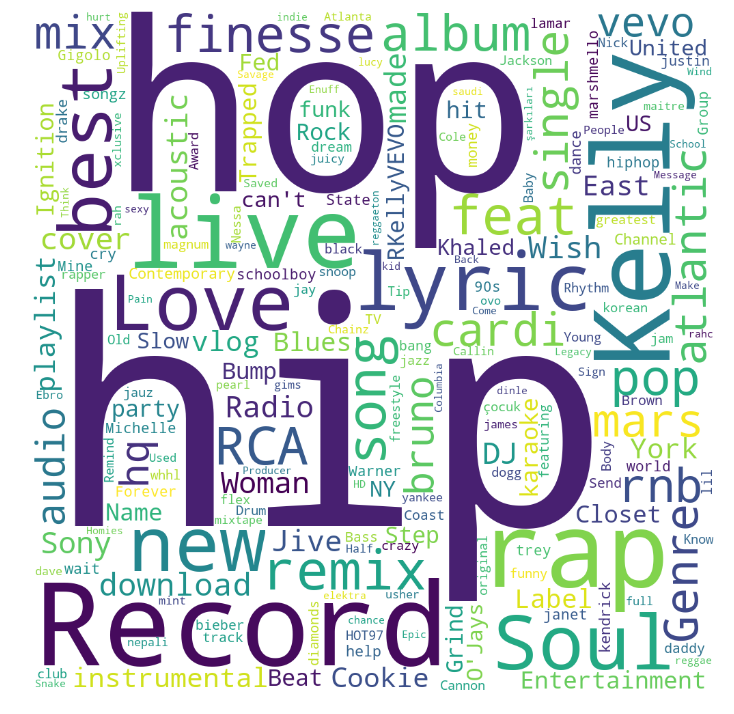 hurt
indie
Atlanta
lamar
mix
Gigolo
Uplifting
finesse
album
vevo
Nick
United
songz
drake
xclusive
Fed
made
Jackson
single
marshmello
justin
Wind
hop
Kelly
best
Ignition
acoustic
Trapped
funk
Rock
dream
juicy
lucy
Savage
Enuff
saudi
money
hit
Cole
şarkıları
dance
People
US
hiphop
maitre
Group
School
Message
Think
rah
Award
Saved
RKellyVEVO
Baby
East
greatest
atlantic
sexy
can't
State
live
feat
cover
cry
Mine
rapper
Nessa
magnum
wayne
Contemporary
schoolboy
black
snoop
reggaeton
kid
Back
Khaled
Wish
Channel
Pain
Love
jay
TV
lyric
Tip
90s
ovo
Come
Rhythm
korean
Make
playlist
Old
Slow
vlog
Blues
Chainz
bang
jazz
cardi
Callin
Young
Legacy
jam
rahc
Sign
hip
song
pop
Ebro
jauz
party
Michelle
Bump
pearl
gims
Radio
freestyle
bruno
Columbia
dinle
çocuk
james
Brown
mars
audio
hq
Remind
Used
whhl
RCA
Woman
Producer
HD
Warner
NY
dogg
DJ
karaoke
featuring
Body
York
world
Send
rnb
lil
Forever
Name
flex
mixtape
Drum
yankee
Coast
Closet
Genre
Know
Sony
Homies
new
Jive
Bass
Half
Step
crazy
rap
trey
original
funny
dave
wait
download
remix
Label
full
kendrick
mint
elektra
usher
chance
Epic
Record
nepali
bieber
track
diamonds
HOT97
help
Grind
O'Jays
Soul
janet
daddy
reggae
club
Snake
instrumental
Beat
Cookie
Cannon
Entertainment